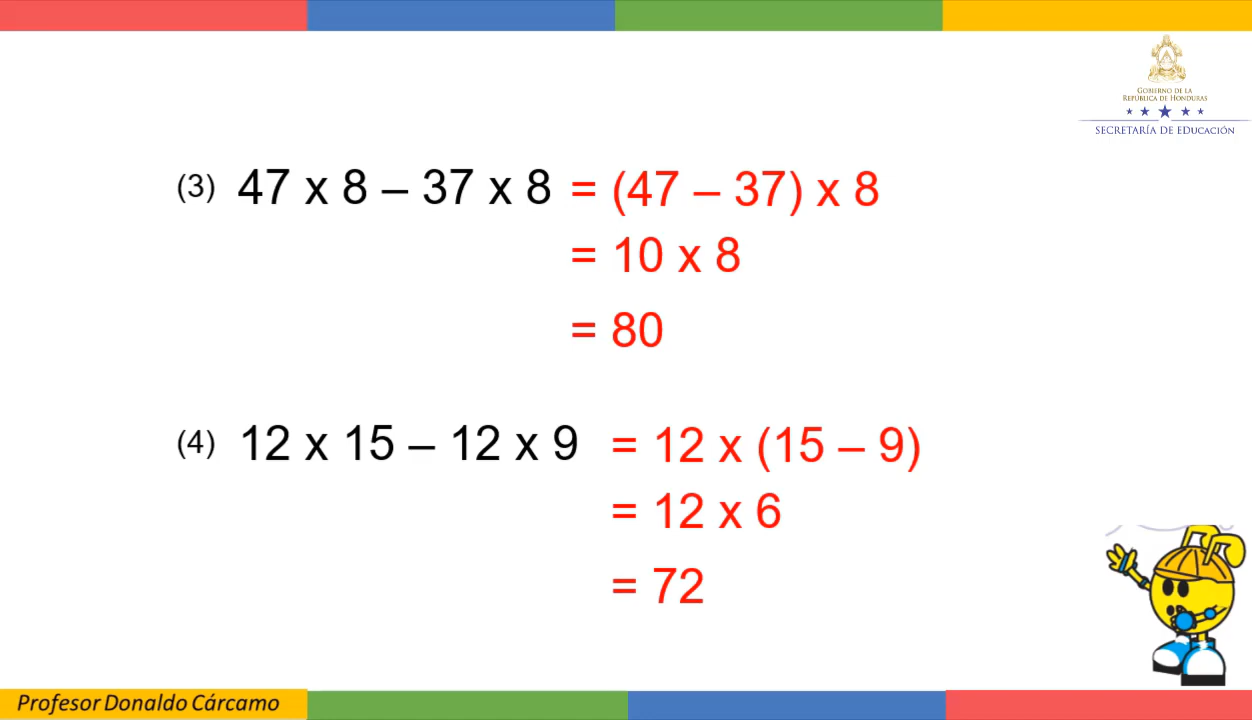 GOBIERNO DE LA
REPÚBLICA DE HONDURAS
SECRETARÍA DE EDUCACIÓN
(3) 47 x 8 – 37 x 8 = (47 – 37) x 8
= 10 x 8
= 80
(4) 12 x 15 – 12 x 9 = 12 x (15 – 9)
= 12 x 6
= 72
Profesor Donaldo Cárcamo